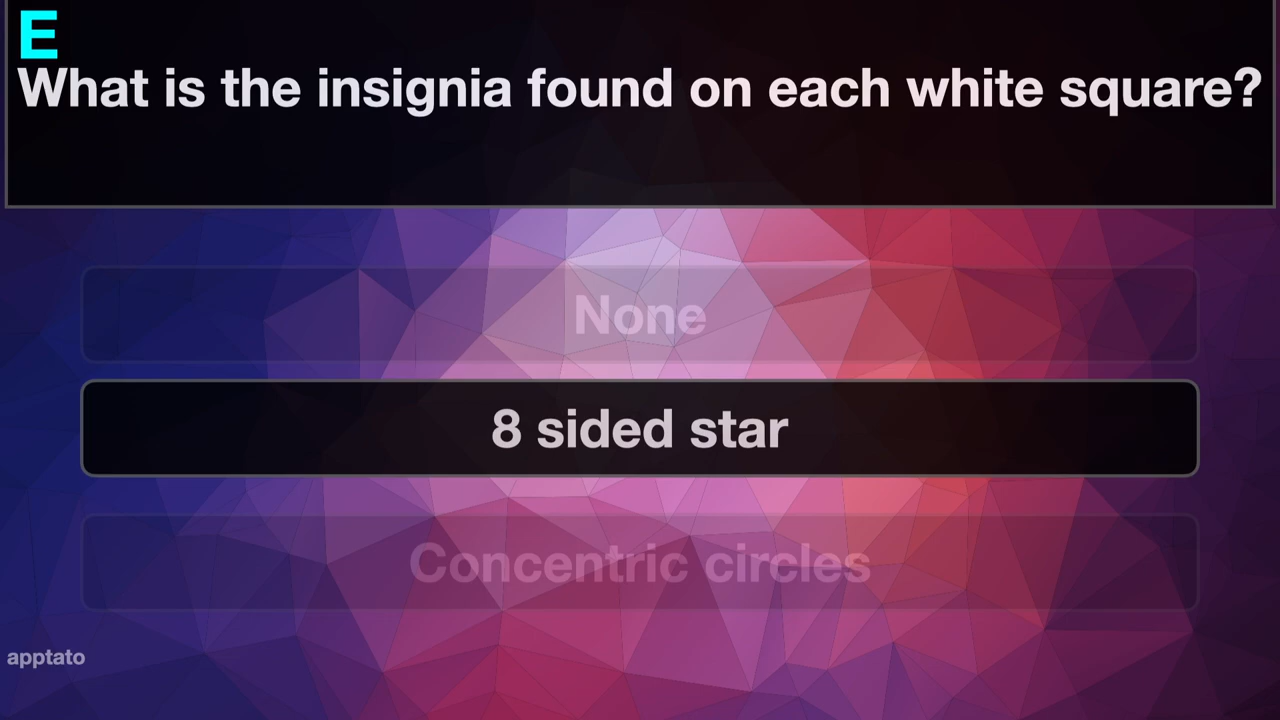 E
What is the insignia found on each white square?
None
8 sided star
Concentric circles
apptato